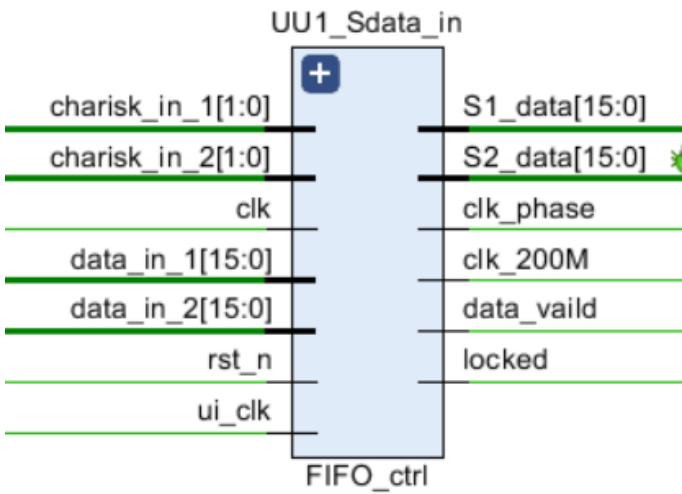 UU1_Sdata_in
+
charisk_in_1[1:0]
S1_data[15:0]
charisk_in_2[1:0]
S2_data[15:0]
clk
clk_phase
data_in_1[15:0]
clk_200M
data_in_2[15:0]
data_vaild
rst_n
locked
ui_clk
FIFO_ctrl